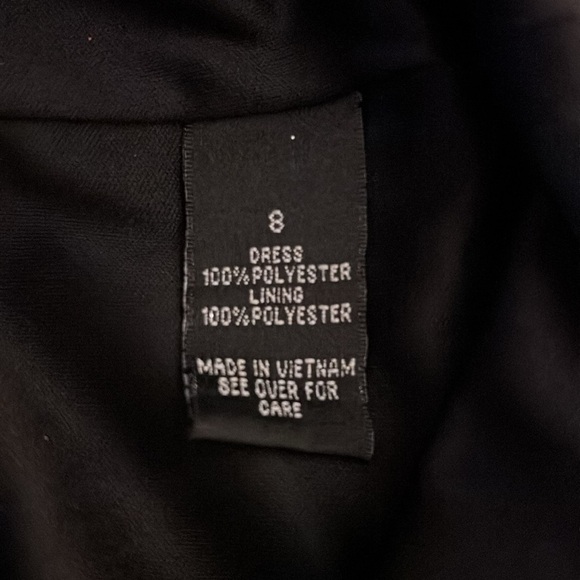 8
DRESS
100%POLYESTER
LINING
100%POLYESTER
MADE IN VIETNAM
SEE OVER FOR
CARE